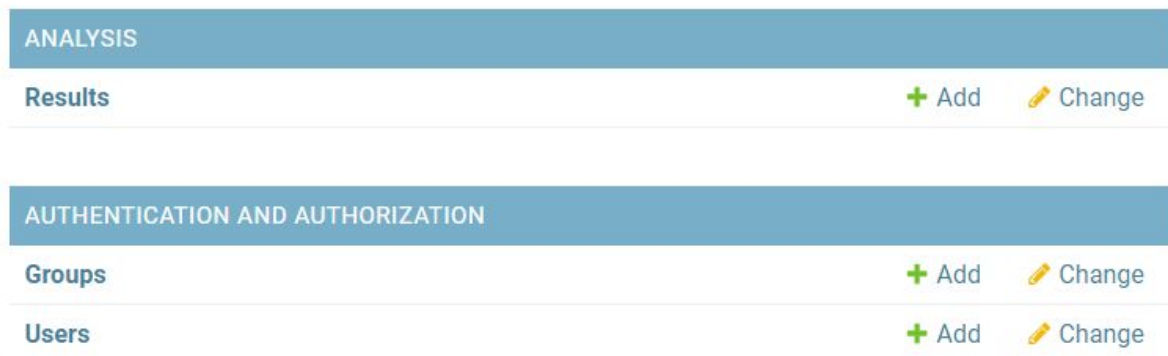 ANALYSIS
Results Add Change
AUTHENTICATION AND AUTHORIZATION
Groups Add Change
Users Add Change